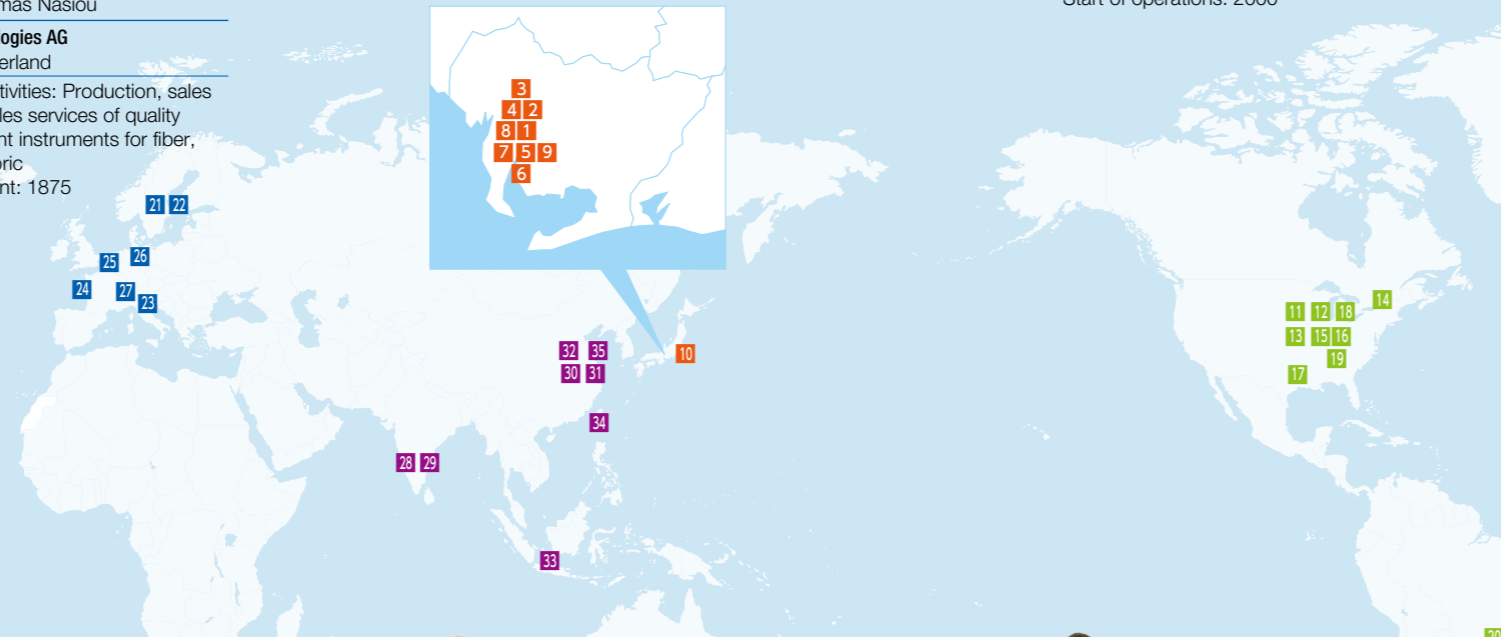 mas Nasiou
ogies AG
erland
tivities: Production, sales
les services of quality
nt instruments for fiber,
oric
nt: 1875
Start of operations: 2000
3
4 2
8 1
7 5 9
6
21 22
25 26
24 27 23
32 35
30 31
10
34
28 29
33
14
11 12 18
13 15 16
19
17